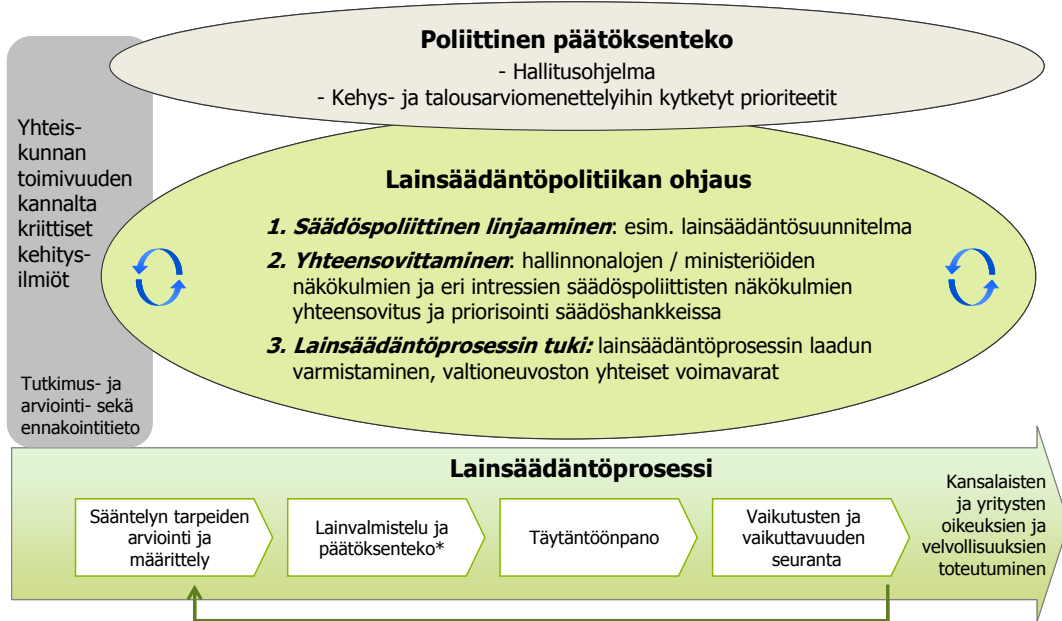 Poliittinen päätöksenteko
- Hallitusohjelma
- Kehys- ja talousarviomenettelyihin kytketyt prioriteetit
Yhteis-
kunnan
toimivuuden
kannalta
kriittiset
kehitys-
ilmiöt
Tutkimus- ja
arviointi- sekä
ennakointitieto
Lainsäädäntöpolitiikan ohjaus
1. Säädöspoliittinen linjaaminen: esim. lainsäädäntösuunnitelma
2. Yhteensovittaminen: hallinnonalojen / ministeriöiden
näkökulmien ja eri intressien säädöspoliittisten näkökulmien
yhteensovitus ja priorisointi säädöshankkeissa
3. Lainsäädäntöprosessin tuki: lainsäädäntöprosessin laadun
varmistaminen, valtioneuvoston yhteiset voimavarat
Lainsäädäntöprosessi
Sääntelyn tarpeiden
arviointi ja
määrittely
Lainvalmistelu ja
päätöksenteko*
Täytäntöönpano
Vaikutusten ja
vaikuttavuuden
seuranta
Kansalaisten
ja yritysten
oikeuksien ja
velvollisuuksien
toteutuminen